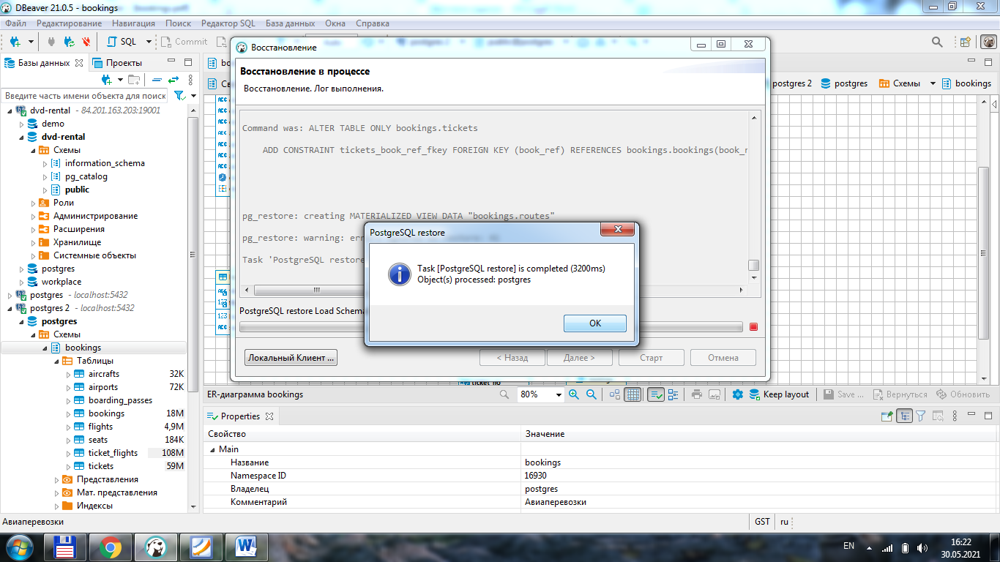 DBeaver 21.0.5 - bookings
Файл Редактирование Навигация Поиск Редактор SQL База данных Окна Справка
SQL Commit
Базы данных Проекты
Введите часть имени объекта для поиск
dvd-rental - 84.201.163.203:19001
demo
dvd-rental
Схемы
information_schema
pg_catalog
public
Роли
Администрирование
Расширения
Хранилище
Системные объекты
postgres
workplace
postgres - localhost:5432
postgres 2 - localhost:5432
postgres
Схемы
bookings
Таблицы
aircrafts 32K
airports 72K
boarding_passes
bookings 18M
flights 4,9M
seats 184K
ticket_flights 108M
tickets 59M
Представления
Мат. представления
Индексы
postgres 2 postgres Схемы bookings
Восстановление
Восстановление в процессе
Восстановление. Лог выполнения.
Command was: ALTER TABLE ONLY bookings.tickets
ADD CONSTRAINT tickets_book_ref_fkey FOREIGN KEY (book_ref) REFERENCES bookings.bookings(book_r
pg_restore: creating MATERIALIZED VIEW DATA "bookings.routes"
pg_restore: warning: err
Task 'PostgreSQL restore
PostgreSQL restore Load Schema
Локальный Клиент ... < Назад Далее > Старт Отмена
PostgreSQL restore
Task [PostgreSQL restore] is completed (3200ms)
Object(s) processed: postgres
OK
ticket_no
ER-диаграмма bookings 80% Keep layout Save ... Вернуться Обновить
Properties
Свойство Значение
Main
Название bookings
Namespace ID 16930
Владелец postgres
Комментарий Авиаперевозки
Авиаперевозки GST ru
EN 16:22
30.05.2021